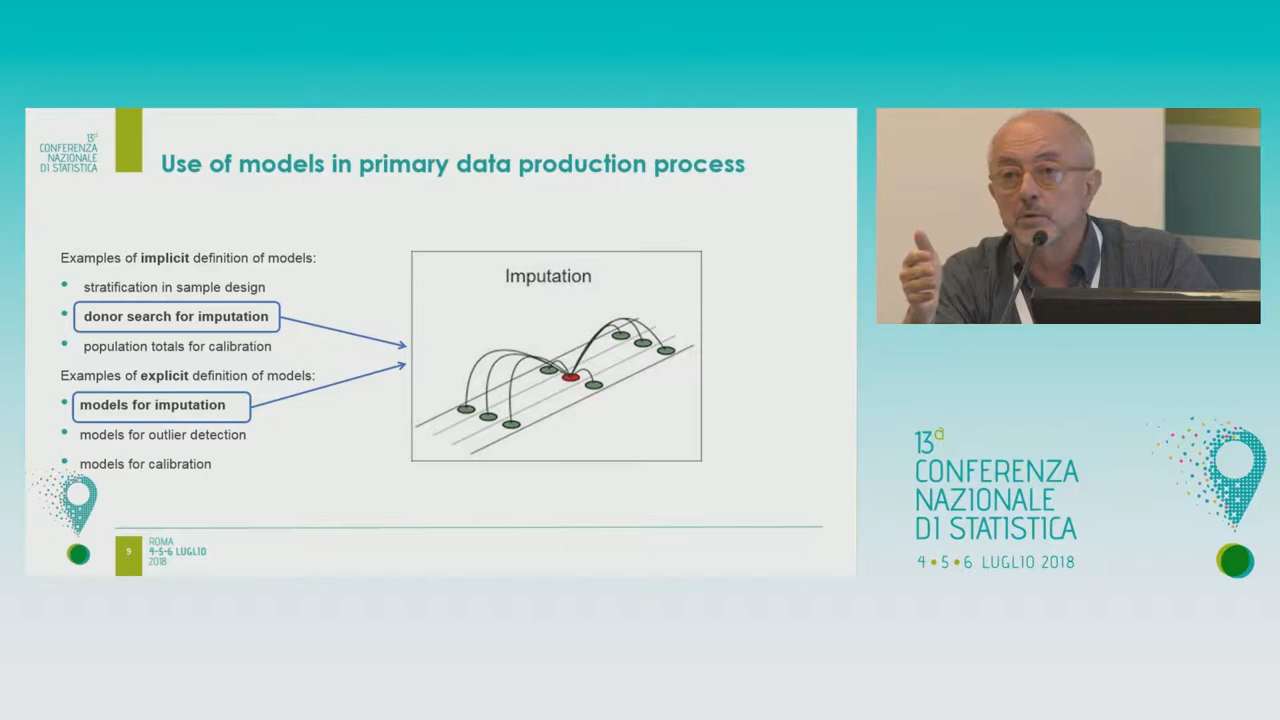 13ª
CONFERENZA
NAZIONALE
DI STATISTICA
Use of models in primary data production process
Examples of implicit definition of models:
• stratification in sample design
• donor search for imputation
• population totals for calibration
Examples of explicit definition of models:
• models for imputation
• models for outlier detection
• models for calibration
Imputation
9
ROMA
4-5-6 LUGLIO
2018
13ª
CONFERENZA
NAZIONALE
DI STATISTICA
4 • 5 • 6 LUGLIO 2018